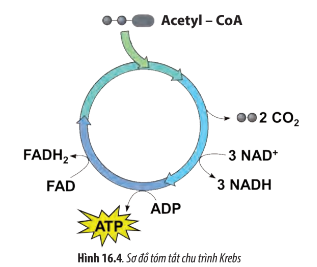 Acetyl – CoA
2 CO₂
3 NAD⁺
3 NADH
FADH₂
FAD
ADP
ATP
Hình 16.4. Sơ đồ tóm tắt chu trình Krebs